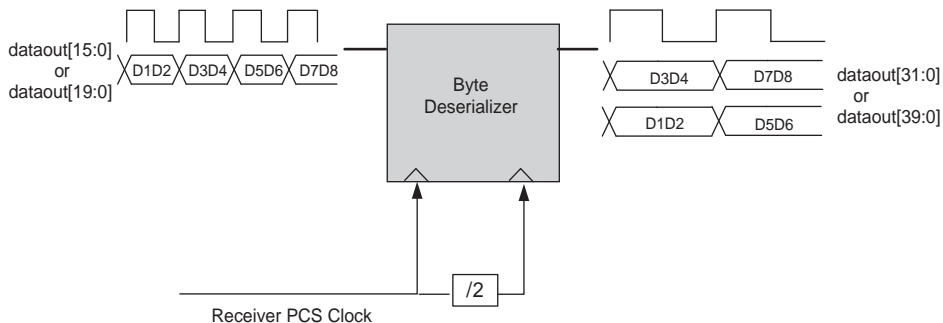 dataout[15:0]
or
dataout[19:0]
D1D2 D3D4 D5D6 D7D8
Byte
Deserializer
D3D4 D7D8
D1D2 D5D6
dataout[31:0]
or
dataout[39:0]
/2
Receiver PCS Clock